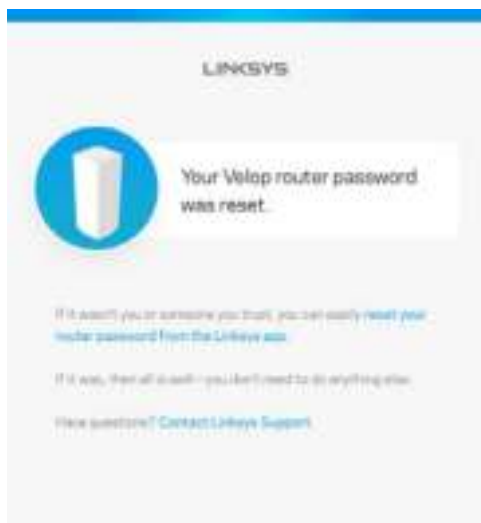 LINKSYS
Your Velop router password
was reset.
If it wasn't you or someone you trust, you can easily reset your
router password from the Linksys app.
If it was, then all is well - you don't need to do anything else.
Have questions? Contact Linksys Support